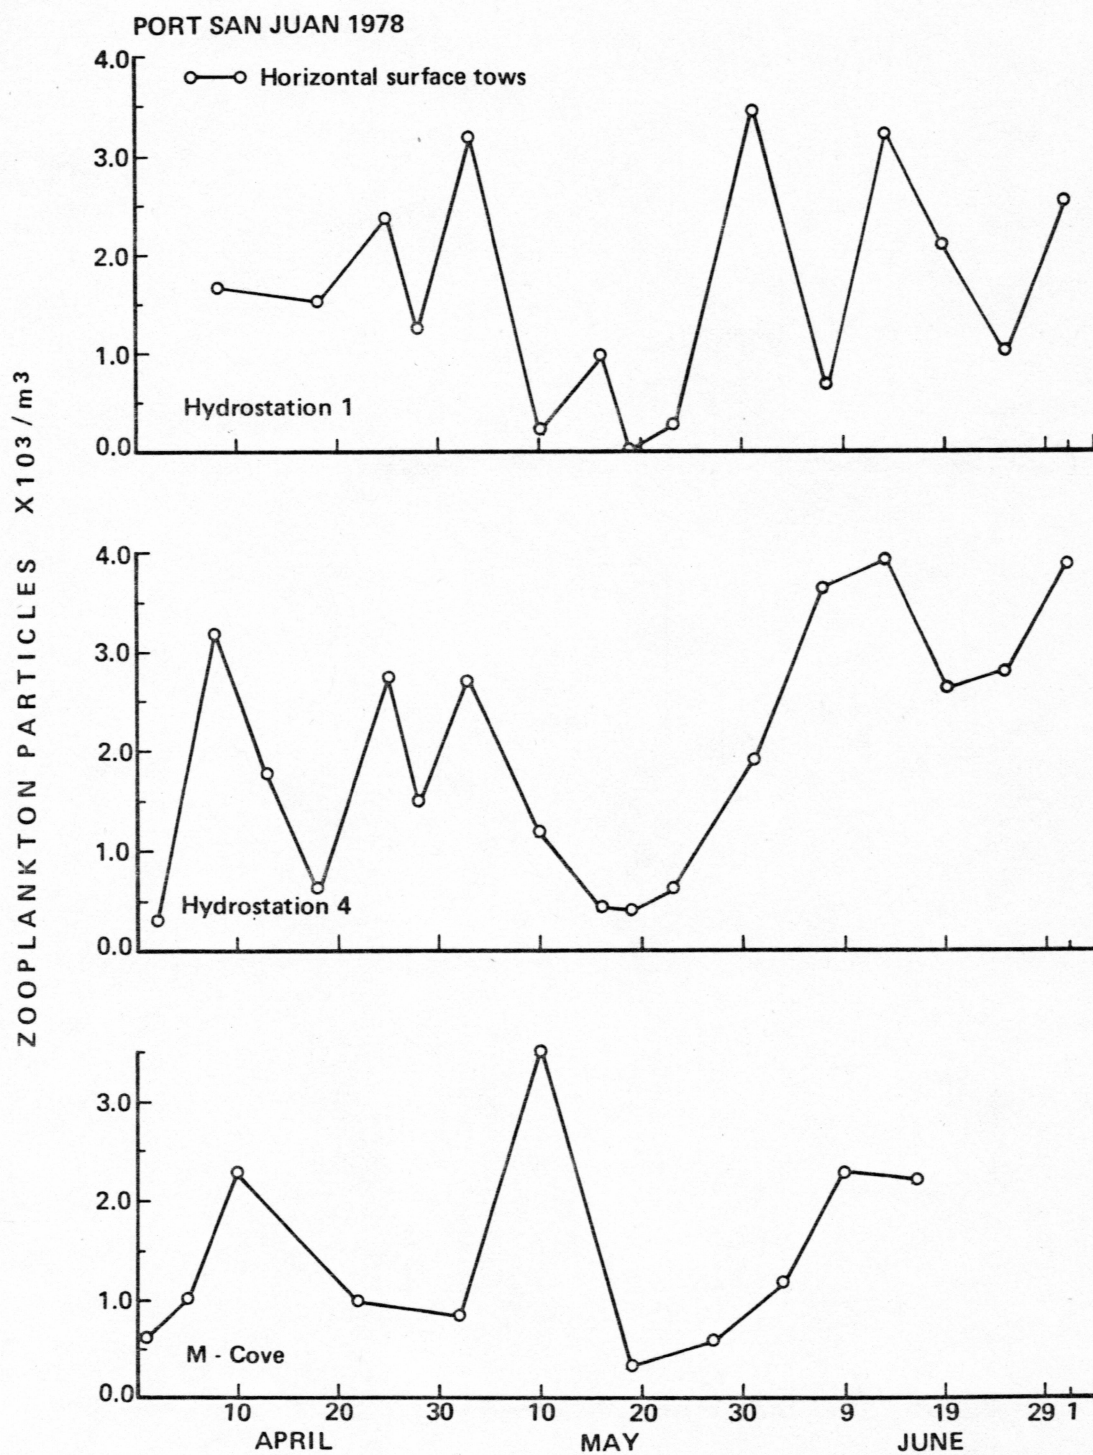 PORT SAN JUAN 1978
Horizontal surface tows
4.0
3.0
2.0
1.0
0.0
Hydrostation 1
ZOOPLANKTON PARTICLES X103/m3
4.0
3.0
2.0
1.0
0.0
Hydrostation 4
3.0
2.0
1.0
0.0
M - Cove
10 20 30 10 20 30 9 19 29 1
APRIL MAY JUNE